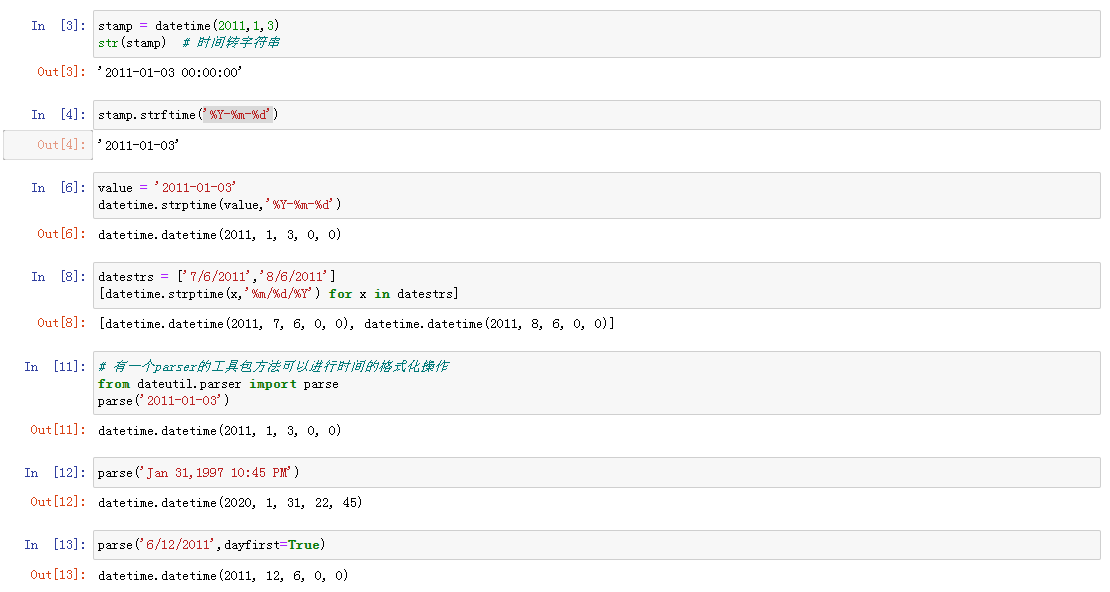 In [3]: stamp = datetime(2011,1,3)
str(stamp) # 时间转字符串
Out[3]: '2011-01-03 00:00:00'
In [4]: stamp.strftime('%Y-%m-%d')
Out[4]: '2011-01-03'
In [6]: value = '2011-01-03'
datetime.strptime(value,'%Y-%m-%d')
Out[6]: datetime.datetime(2011, 1, 3, 0, 0)
In [8]: datestrs = ['7/6/2011','8/6/2011']
[datetime.strptime(x,'%m/%d/%Y') for x in datestrs]
Out[8]: [datetime.datetime(2011, 7, 6, 0, 0), datetime.datetime(2011, 8, 6, 0, 0)]
In [11]: # 有一个parser的工具包方法可以进行时间的格式化操作
from dateutil.parser import parse
parse('2011-01-03')
Out[11]: datetime.datetime(2011, 1, 3, 0, 0)
In [12]: parse('Jan 31,1997 10:45 PM')
Out[12]: datetime.datetime(2020, 1, 31, 22, 45)
In [13]: parse('6/12/2011',dayfirst=True)
Out[13]: datetime.datetime(2011, 12, 6, 0, 0)